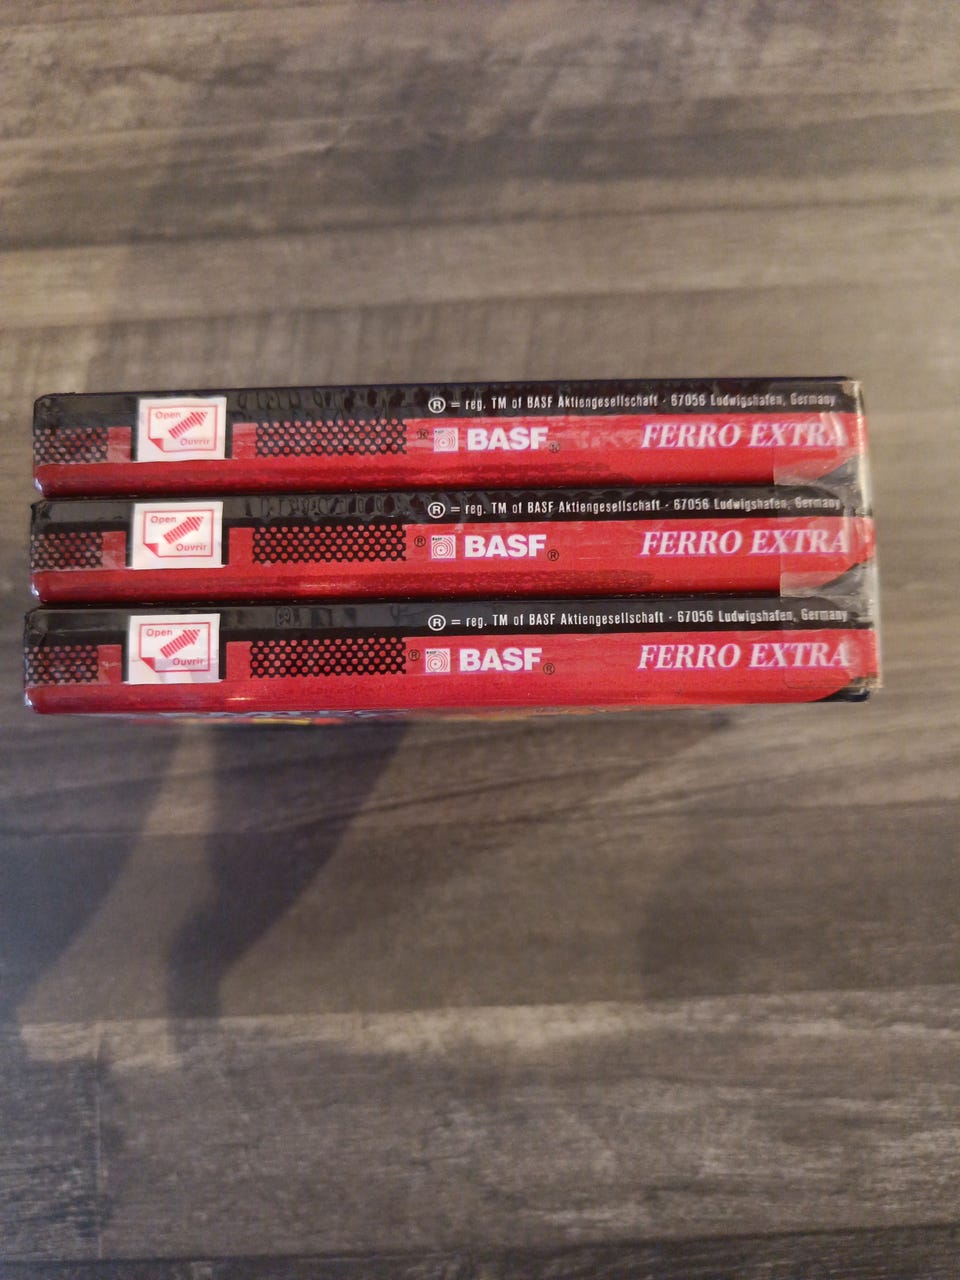 ® = reg. TM of BASF Aktiengesellschaft · 67056 Ludwigshafen, Germany
Open
Ouvrir
® BASF ® FERRO EXTRA
® = reg. TM of BASF Aktiengesellschaft · 67056 Ludwigshafen, Germany
Open
Ouvrir
® BASF ® FERRO EXTRA
® = reg. TM of BASF Aktiengesellschaft · 67056 Ludwigshafen, Germany
Open
Ouvrir
® BASF ® FERRO EXTRA